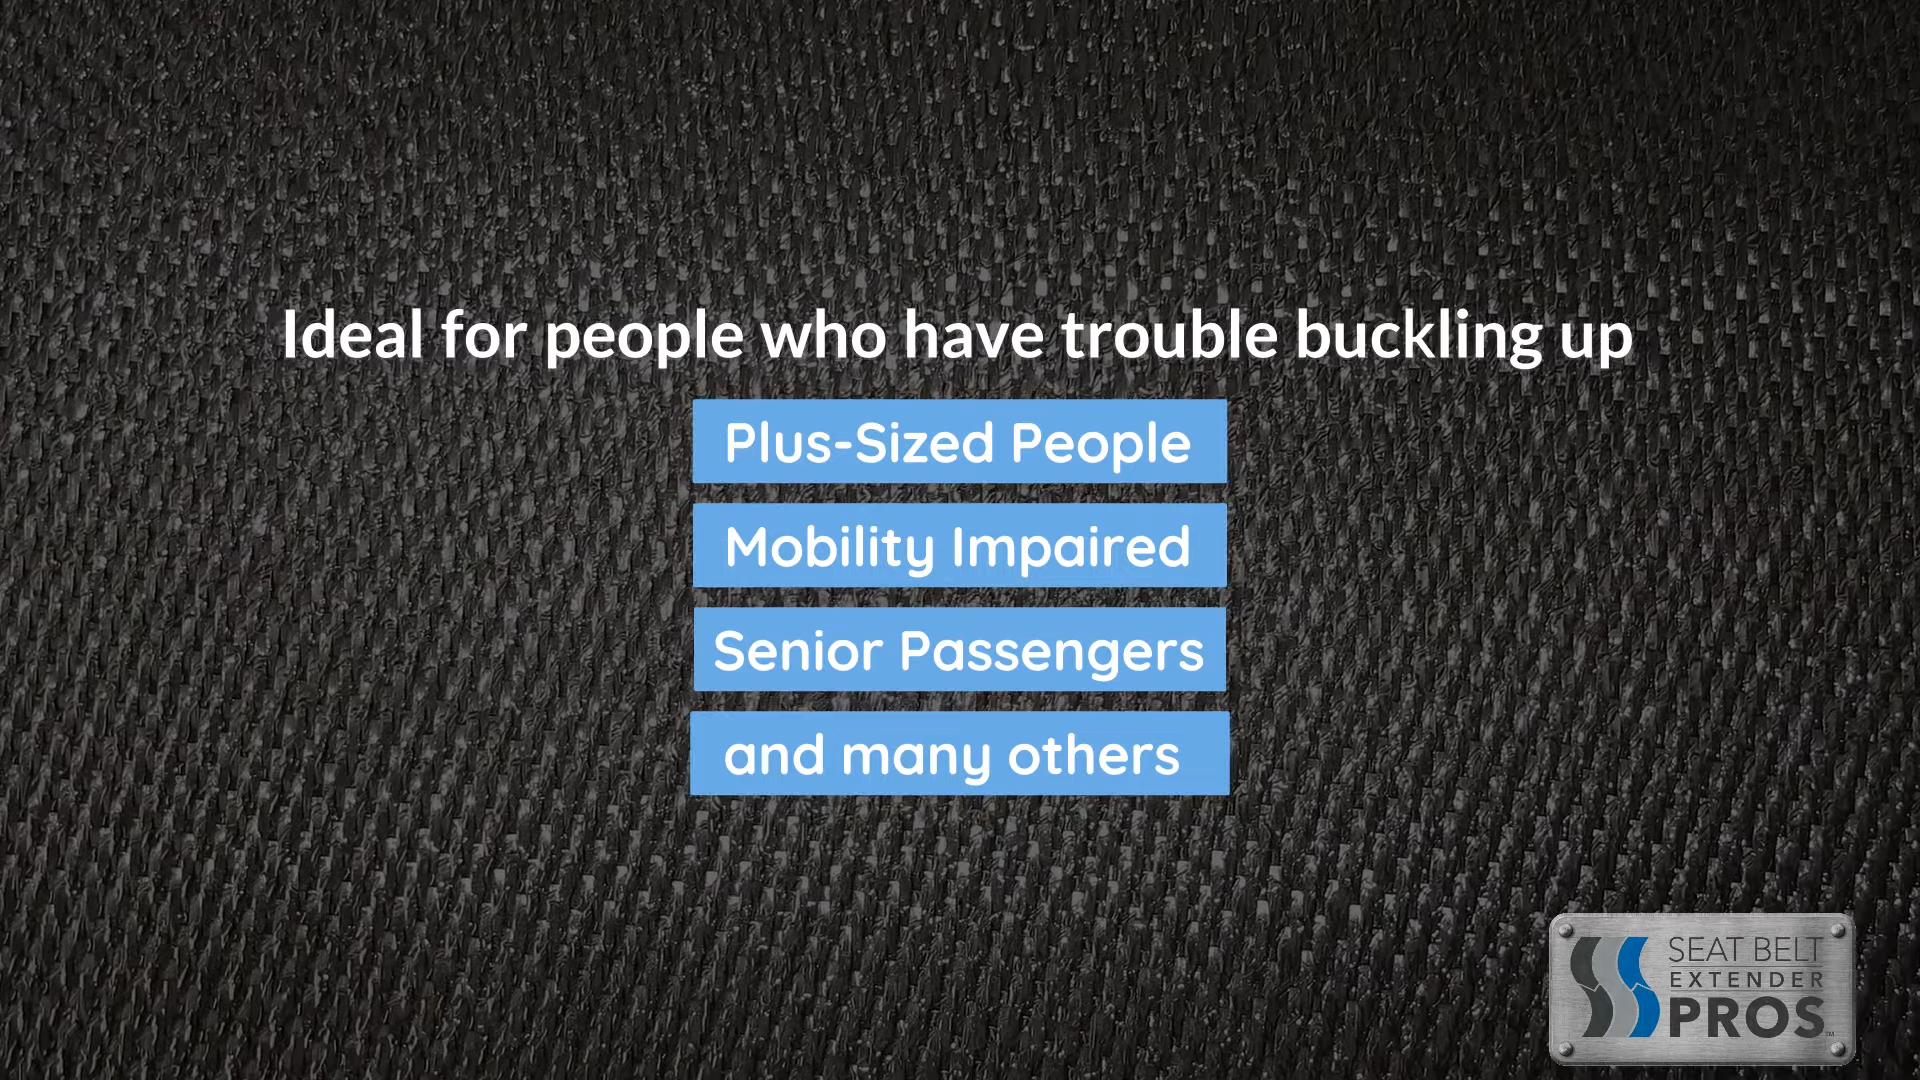 Ideal for people who have trouble buckling up
Plus-Sized People
Mobility Impaired
Senior Passengers
and many others
SEAT BELT
EXTENDER
PROS™